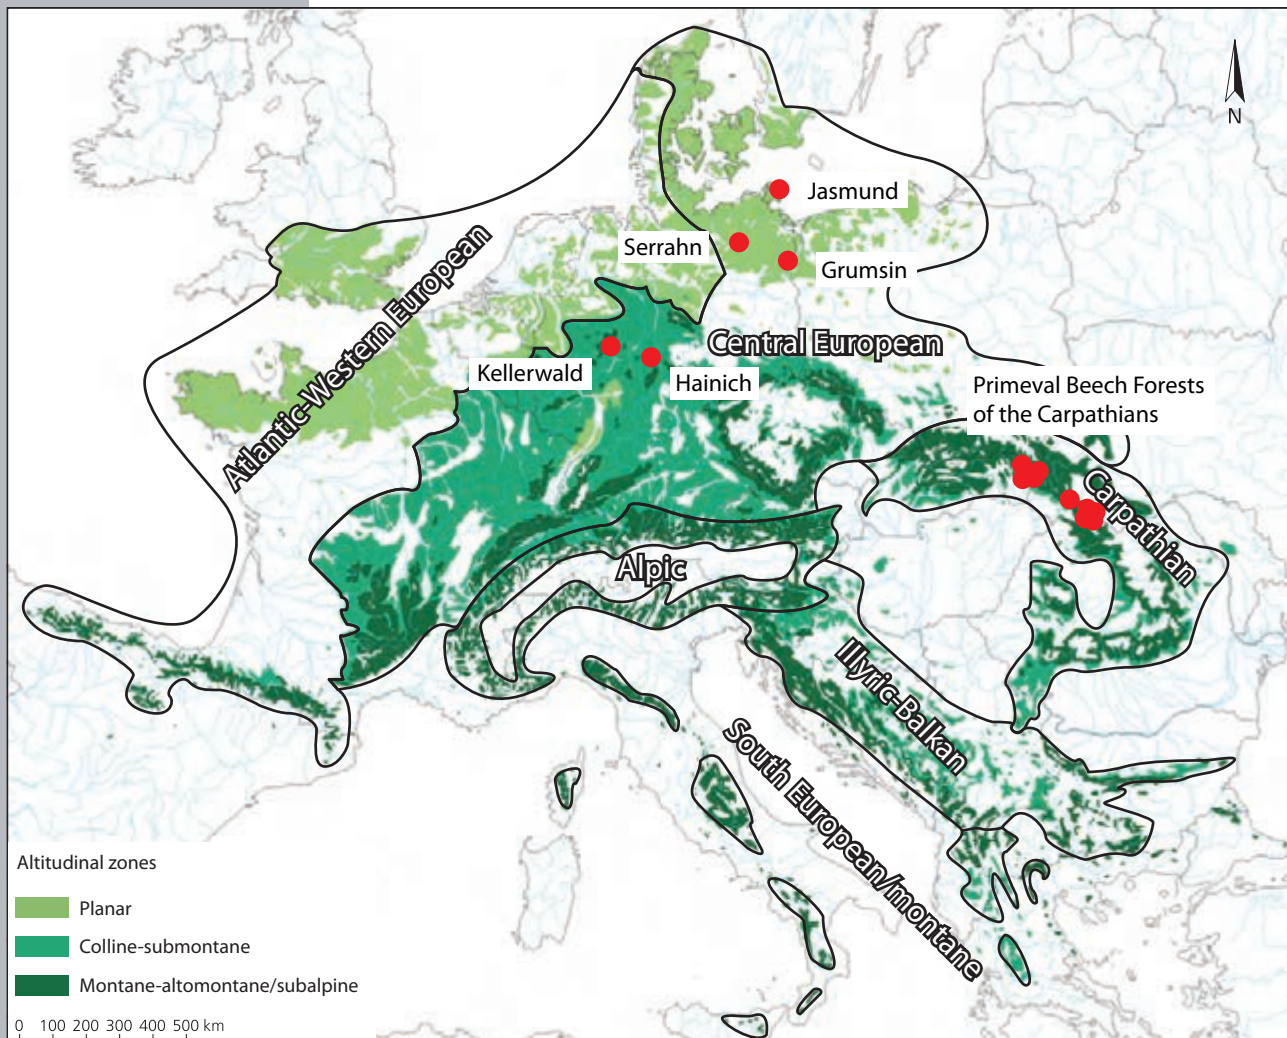 N
Jasmund
Serrahn
Grumsin
Atlantic-Western European
Central European
Kellerwald
Hainich
Primeval Beech Forests
of the Carpathians
Carpathian
Alpic
Illyric-Balkan
South European/montane
Altitudinal zones
Planar
Colline-submontane
Montane-altomontane/subalpine
0 100 200 300 400 500 km